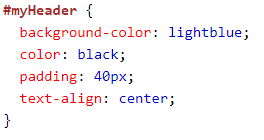 #myHeader {
  background-color: lightblue;
  color: black;
  padding: 40px;
  text-align: center;
}